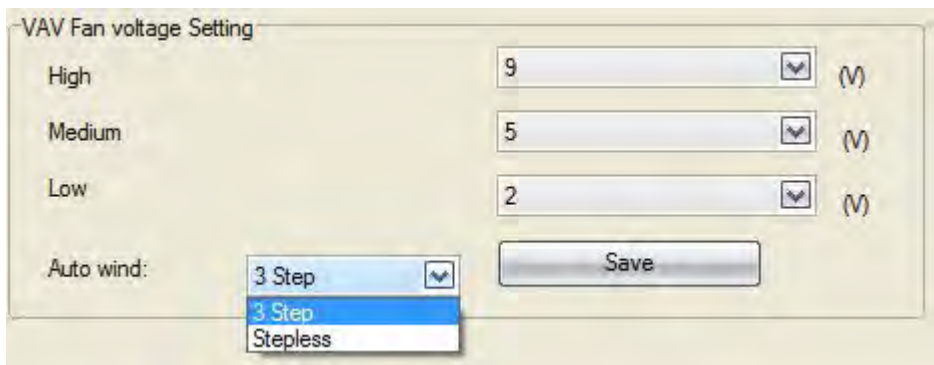 VAV Fan voltage Setting
High 9 (V)
Medium 5 (V)
Low 2 (V)
Auto wind: 3 Step Save
3 Step
Stepless